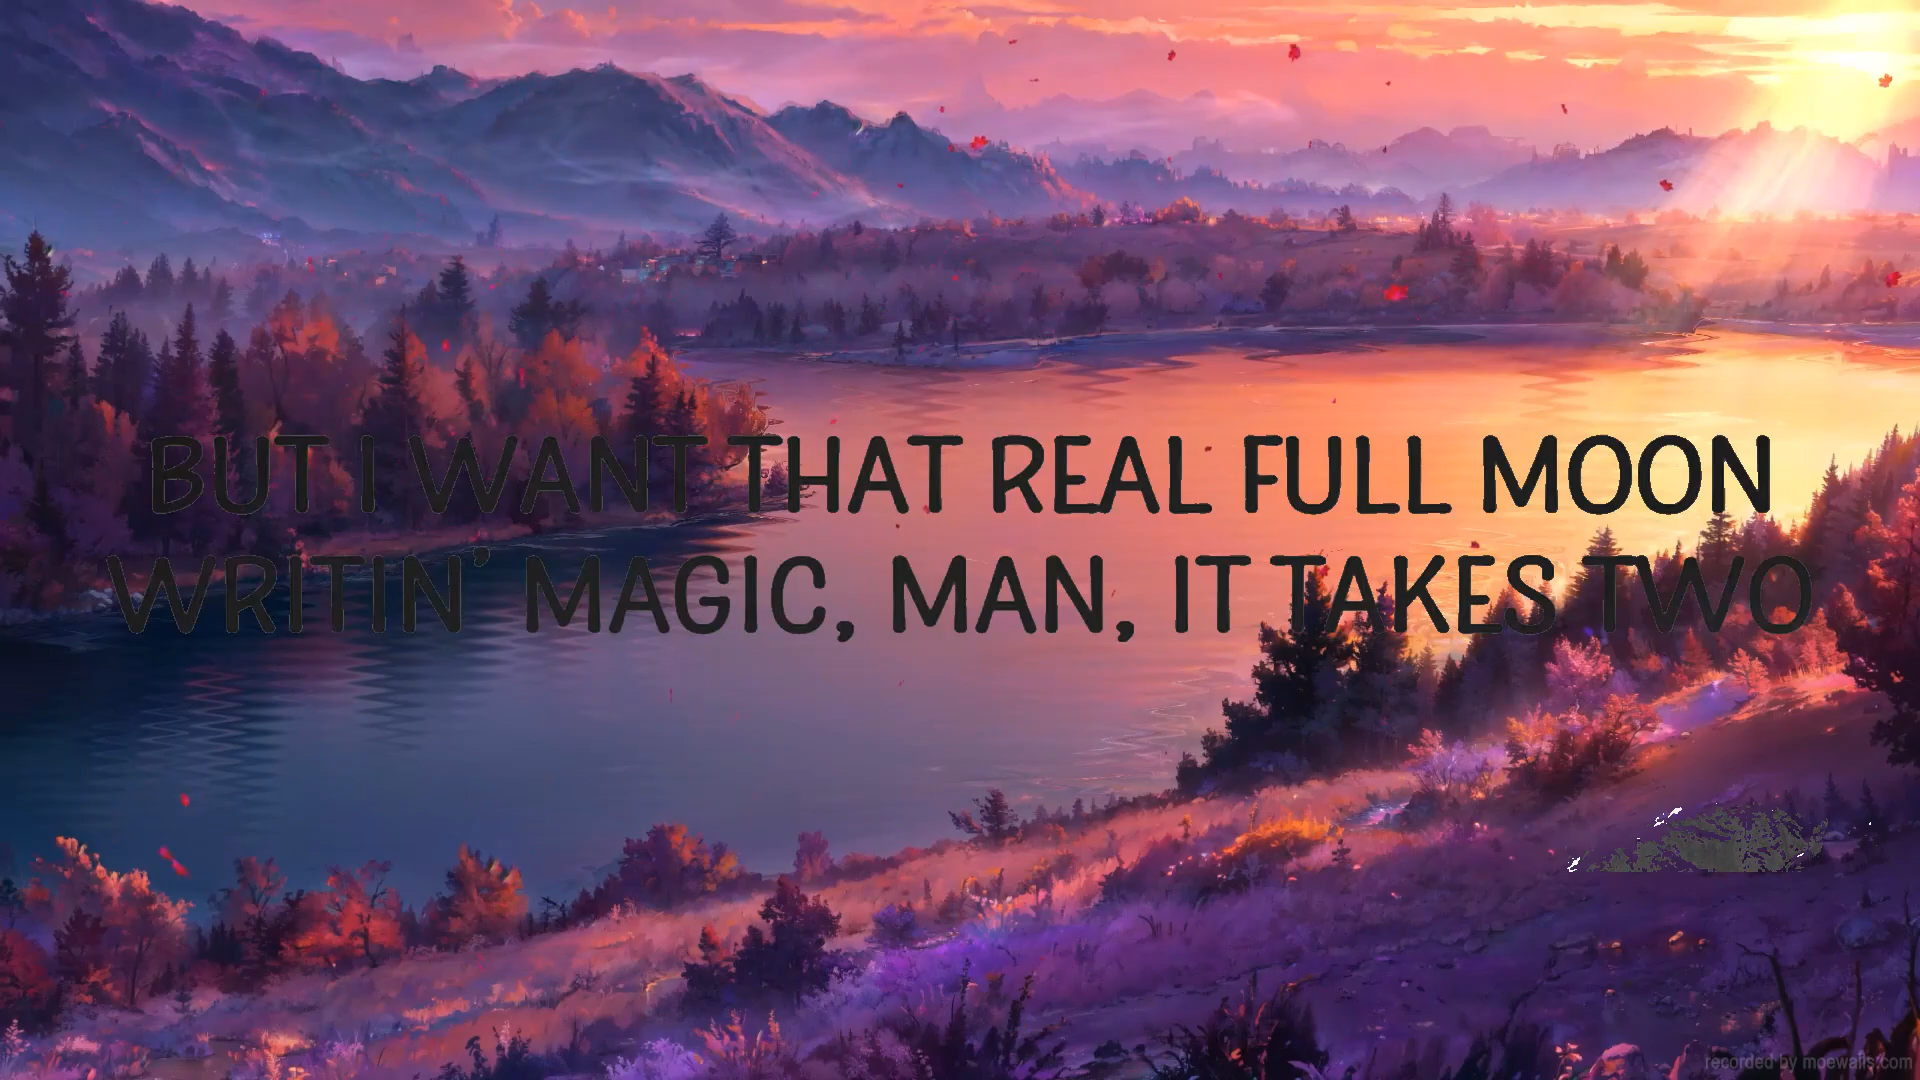 BUT I WANT THAT REAL FULL MOON
WRITIN' MAGIC, MAN, IT TAKES TWO
recorded by moewalls.com